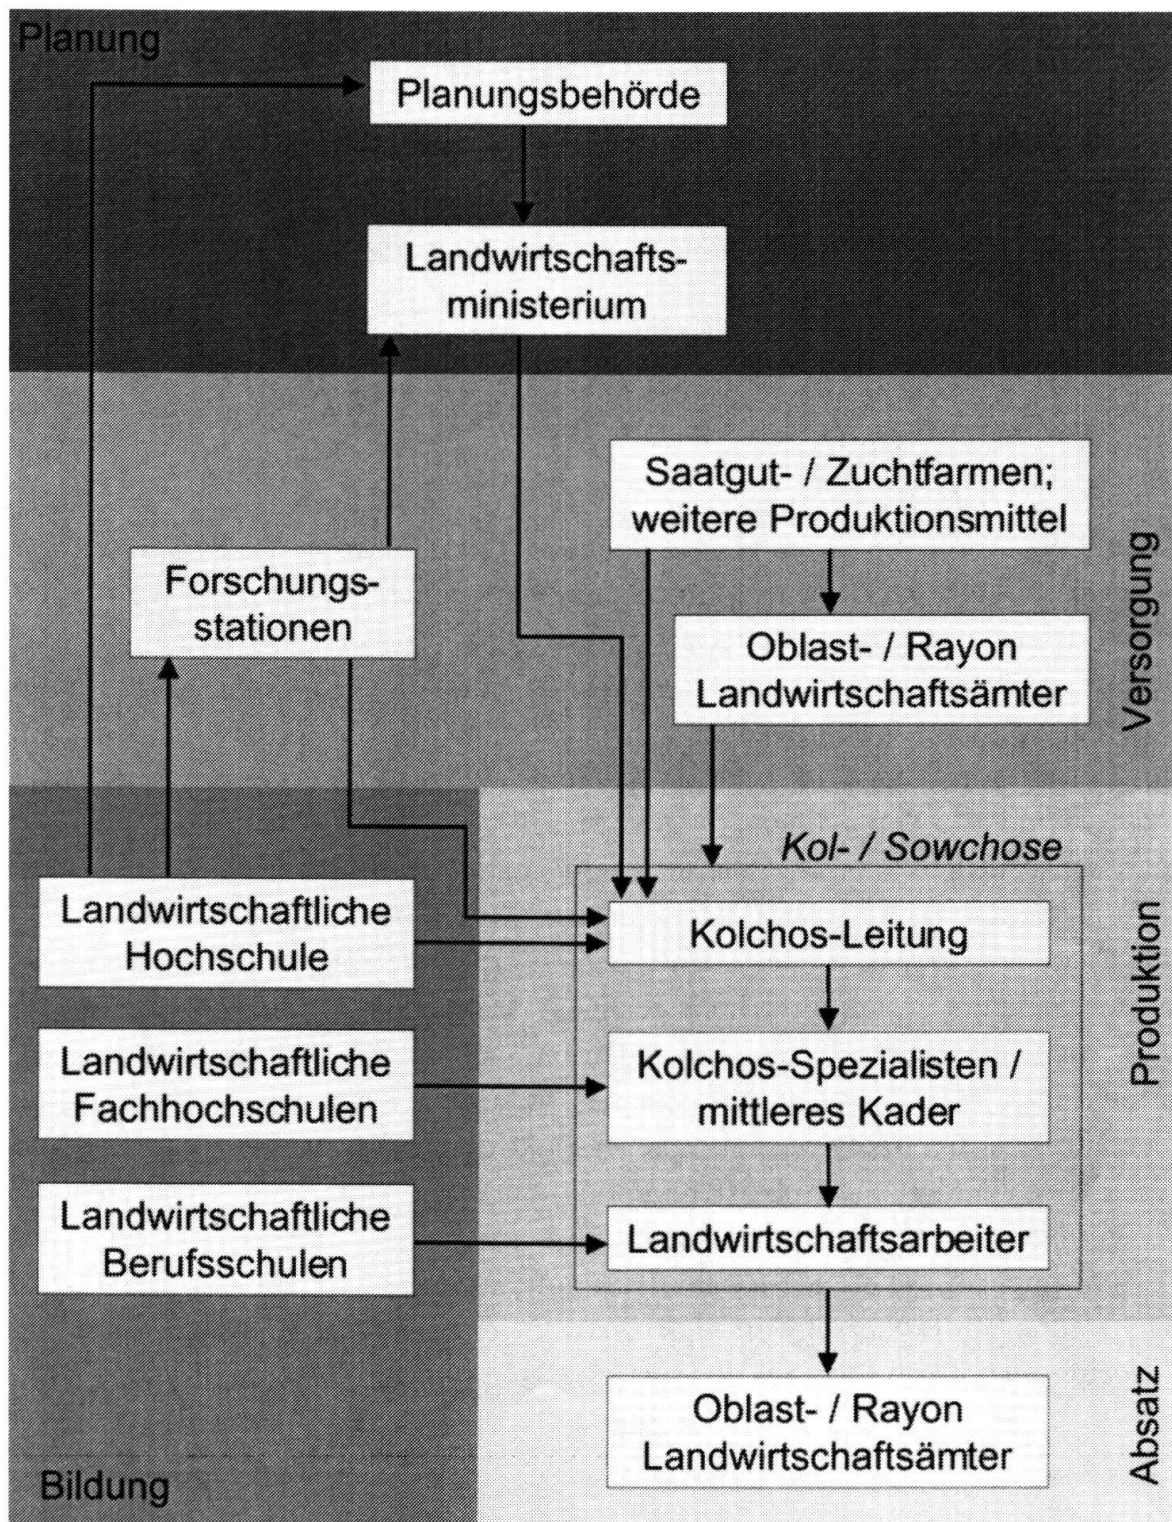 Planung
Planungsbehörde
Landwirtschafts-
ministerium
Saatgut- / Zuchtfarmen;
weitere Produktionsmittel
Versorgung
Forschungs-
stationen
Oblast- / Rayon
Landwirtschaftsämter
Kol- / Sowchose
Landwirtschaftliche
Hochschule
Kolchos-Leitung
Produktion
Landwirtschaftliche
Fachhochschulen
Kolchos-Spezialisten /
mittleres Kader
Landwirtschaftliche
Berufsschulen
Landwirtschaftsarbeiter
Oblast- / Rayon
Landwirtschaftsämter
Absatz
Bildung